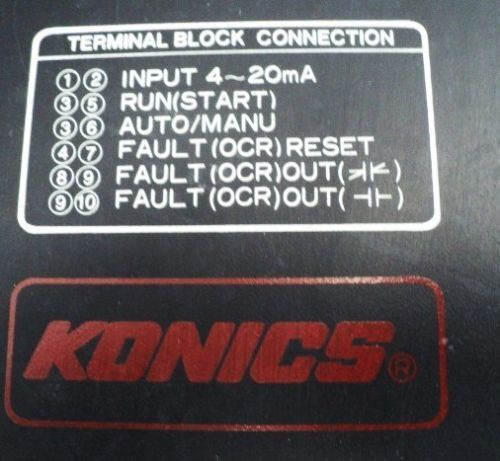 TERMINAL BLOCK CONNECTION
①② INPUT 4~20mA
③⑤ RUN(START)
③⑥ AUTO/MANU
④⑦ FAULT(OCR)RESET
⑧⑨ FAULT(OCR)OUT( )
⑨⑩ FAULT(OCR)OUT(⊣⊢)
KONICS®